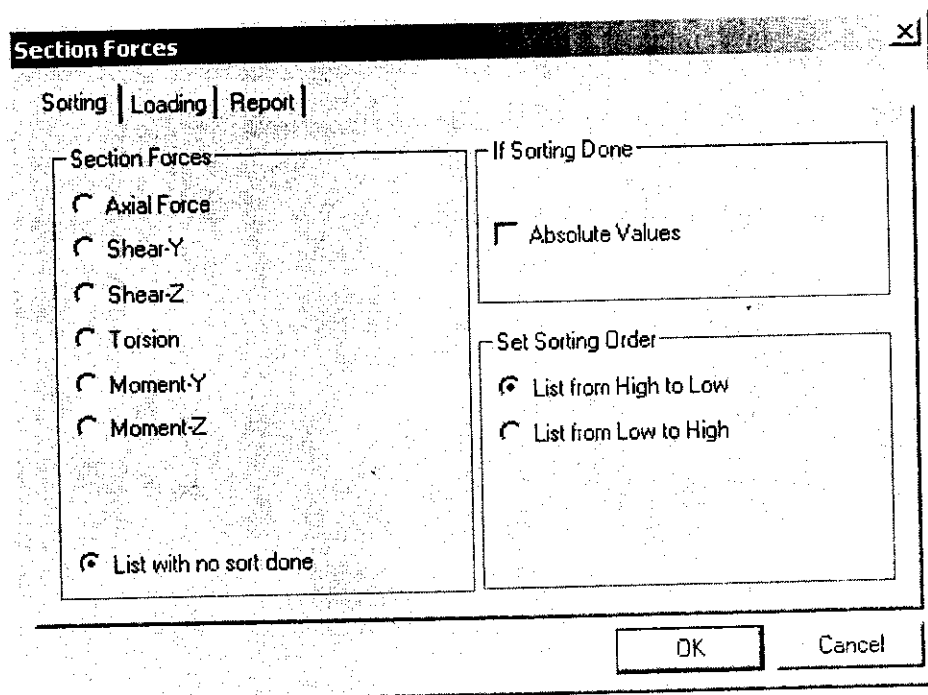 Section Forces
Sorting Loading Report
Section Forces
Axial Force
Shear-Y
Shear-Z
Torsion
Moment-Y
Moment-Z
List with no sort done
If Sorting Done
Absolute Values
Set Sorting Order
List from High to Low
List from Low to High
OK Cancel